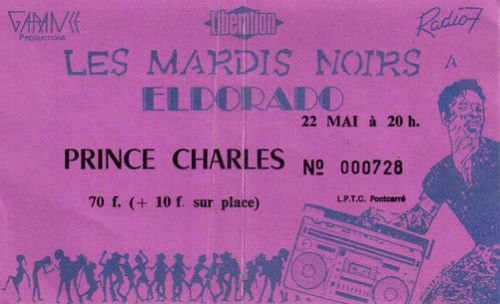 GARANCE
PRODUCTIONS
Libération
Radio 7
LES MARDIS NOIRS
A
ELDORADO
22 MAI à 20 h.
PRINCE CHARLES Nº 000728
70 f. (+ 10 f. sur place)
L.P.T.C. Pontcarré